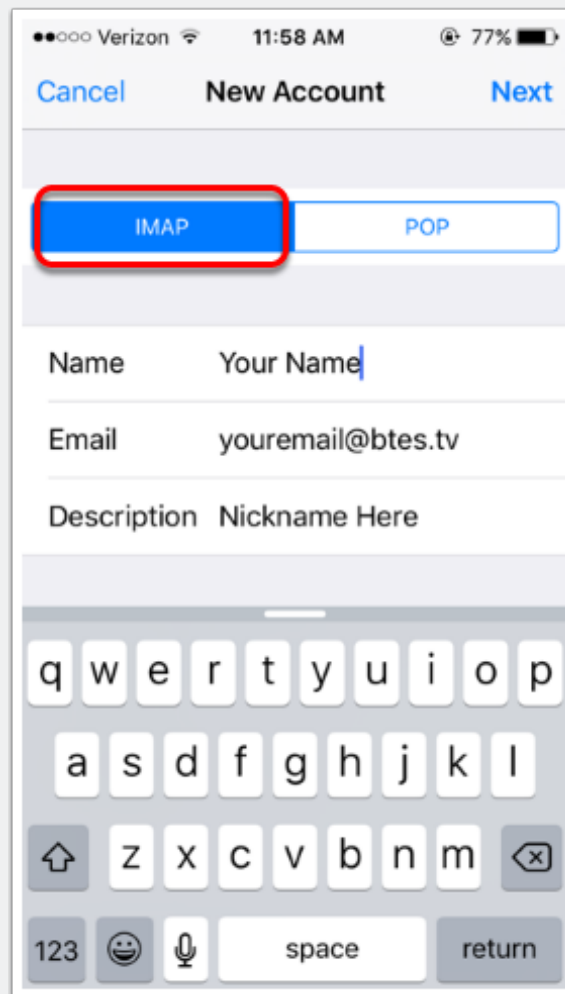 Verizon 11:58 AM 77%
Cancel New Account Next
IMAP POP
Name Your Name
Email youremail@btes.tv
Description Nickname Here
q w e r t y u i o p
a s d f g h j k l
z x c v b n m
123 space return